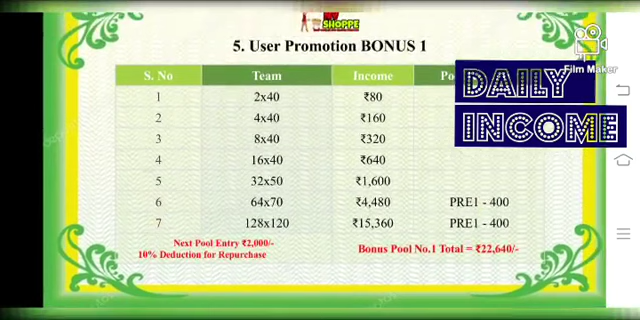 SHOPPE
5. User Promotion BONUS 1
Film Maker
S. No Team Income
DAILY
INCOME
1 2x40 ₹80
2 4x40 ₹160
3 8x40 ₹320
4 16x40 ₹640
5 32x50 ₹1,600
6 64x70 ₹4,480 PRE1 - 400
7 128x120 ₹15,360 PRE1 - 400
Next Pool Entry ₹2,000/-
10% Deduction for Repurchase
Bonus Pool No.1 Total = ₹22,640/-